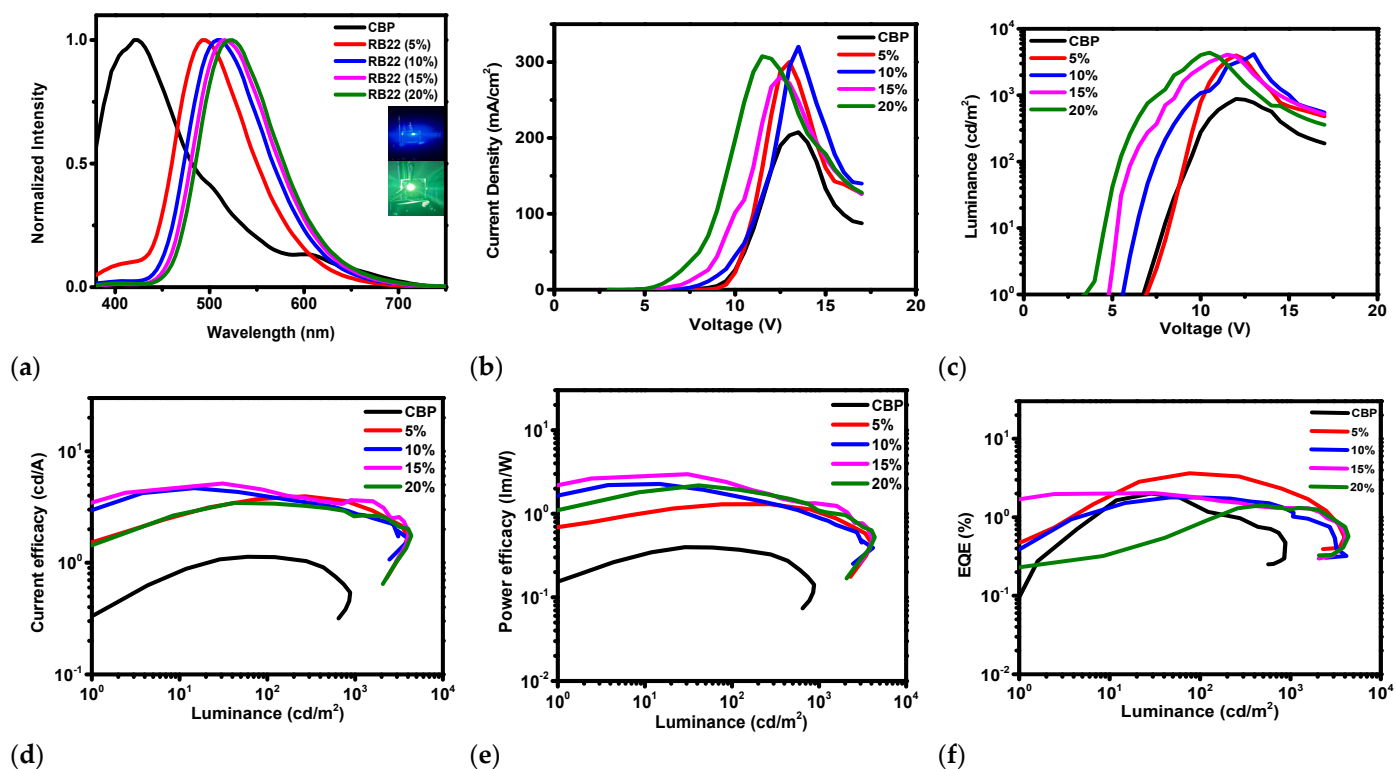 CBP
RB22 (5%)
RB22 (10%)
RB22 (15%)
RB22 (20%)
Normalized Intensity
1.0
0.5
0.0
400 500 600 700
Wavelength (nm)
(a)
CBP
5%
10%
15%
20%
Current Density (mA/cm²)
300
200
100
0
0 5 10 15 20
Voltage (V)
(b)
CBP
5%
10%
15%
20%
Luminance (cd/m²)
10⁴
10³
10²
10¹
10⁰
0 5 10 15 20
Voltage (V)
(c)
CBP
5%
10%
15%
20%
Current efficacy (cd/A)
10¹
10⁰
10⁻¹
10⁰ 10¹ 10² 10³ 10⁴
Luminance (cd/m²)
(d)
CBP
5%
10%
15%
20%
Power efficacy (lm/W)
10¹
10⁰
10⁻¹
10⁻²
10⁰ 10¹ 10² 10³ 10⁴
Luminance (cd/m²)
(e)
CBP
5%
10%
15%
20%
EQE (%)
10¹
10⁰
10⁻¹
10⁻²
10⁰ 10¹ 10² 10³ 10⁴
Luminance (cd/m²)
(f)